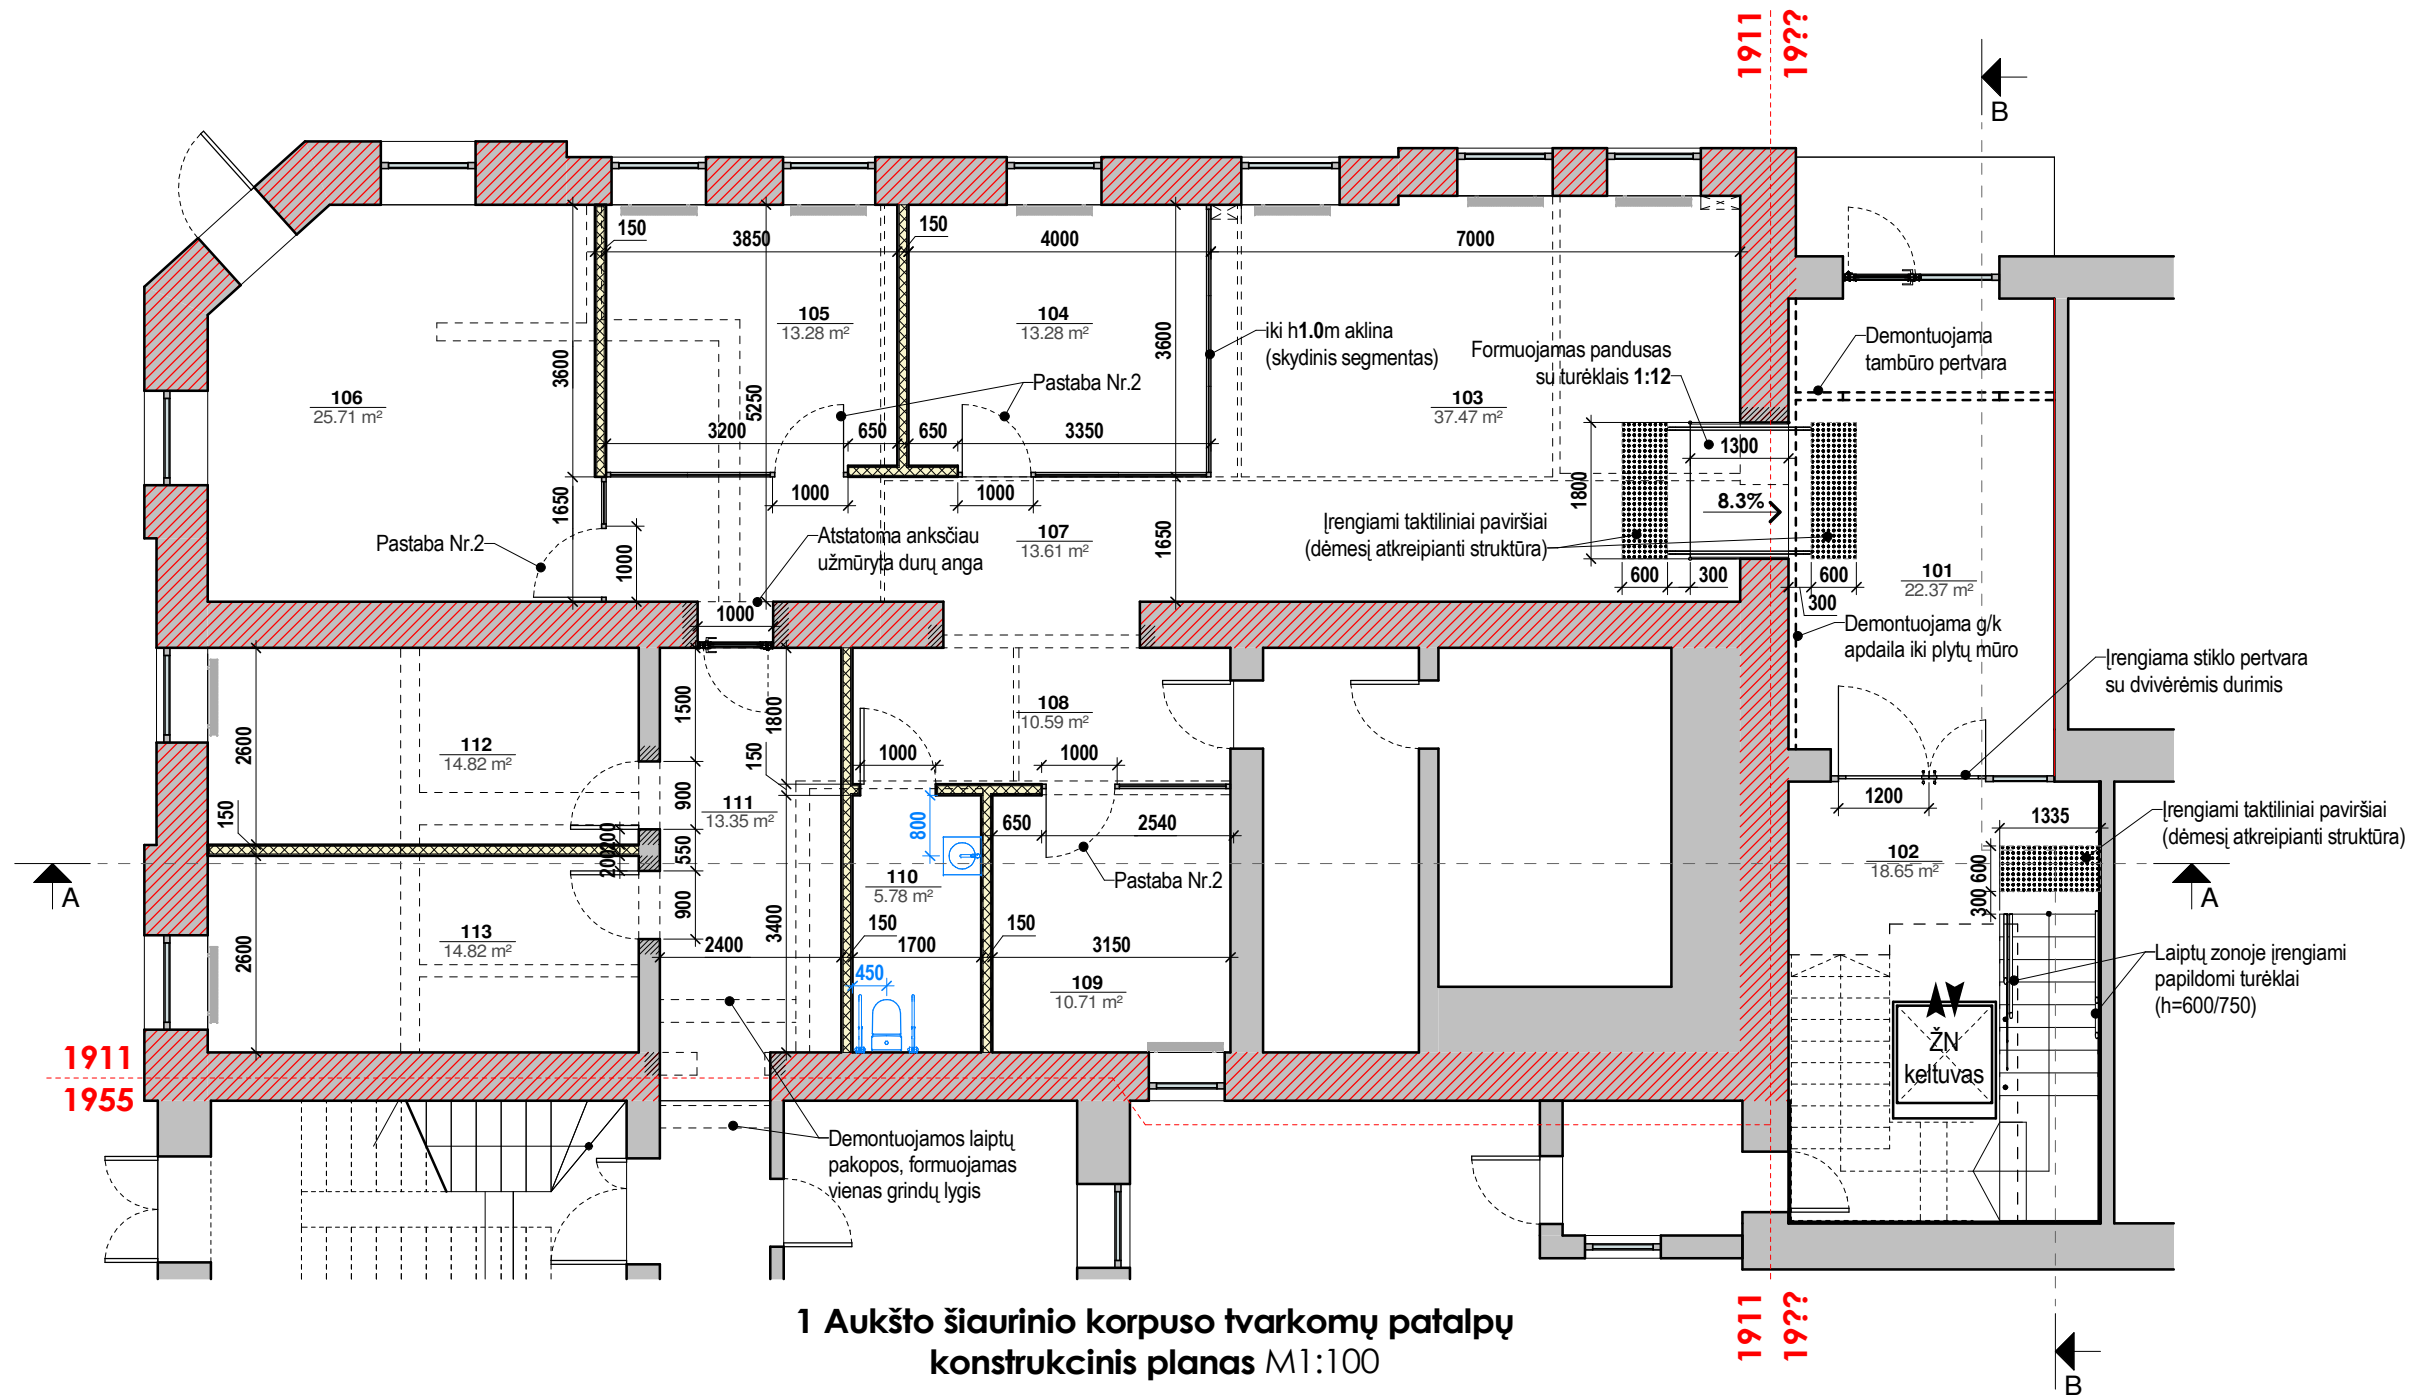 1911
19??
B
150
3850
150
4000
7000
105
13.28 m²
104
13.28 m²
iki h1.0m aklina
(skydinis segmentas)
Formuojamas pandusas
su turėklais 1:12
Demontuojama
tambūro pertvara
3600
5250
3600
Pastaba Nr.2
106
25.71 m²
103
37.47 m²
3200
650
650
3350
1300
1800
8.3%
1000
1000
1650
Pastaba Nr.2
1000
Atstatoma anksčiau
užmūryta durų anga
107
13.61 m²
1650
Įrengiami taktiliniai paviršiai
(dėmesį atkreipianti struktūra)
600
300
600
300
101
22.37 m²
1000
Demontuojama g/k
apdaila iki plytų mūro
Įrengiama stiklo pertvara
su dvivėrėmis durimis
2600
112
14.82 m²
1500
1800
108
10.59 m²
150
1000
1000
1200
150
900
111
13.35 m²
800
650
2540
1335
Įrengiami taktiliniai paviršiai
(dėmesį atkreipianti struktūra)
200
200
550
102
18.65 m²
600
300
A
110
5.78 m²
Pastaba Nr.2
A
113
14.82 m²
900
2600
2400
3400
150
1700
150
3150
450
109
10.71 m²
Laiptų zonoje įrengiami
papildomi turėklai
(h=600/750)
ŽN
keltuvas
1911
1955
Demontuojamos laiptų
pakopos, formuojamas
vienas grindų lygis
1 Aukšto šiaurinio korpuso tvarkomų patalpų
konstrukcinis planas M1:100
1911
19??
B